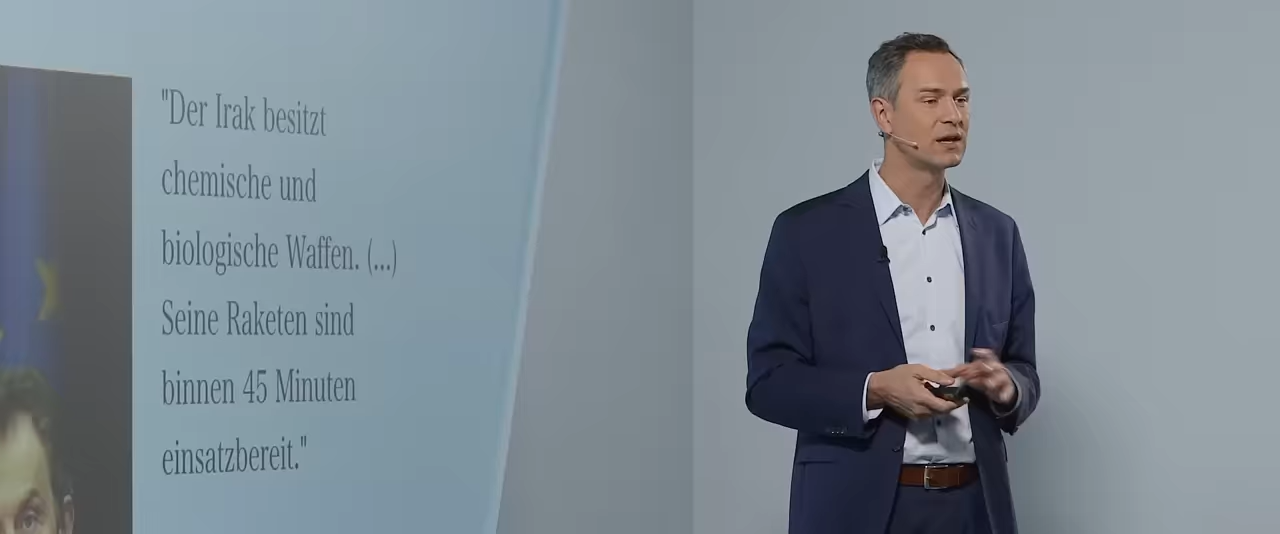 "Der Irak besitzt
chemische und
biologische Waffen. (...)
Seine Raketen sind
binnen 45 Minuten
einsatzbereit."